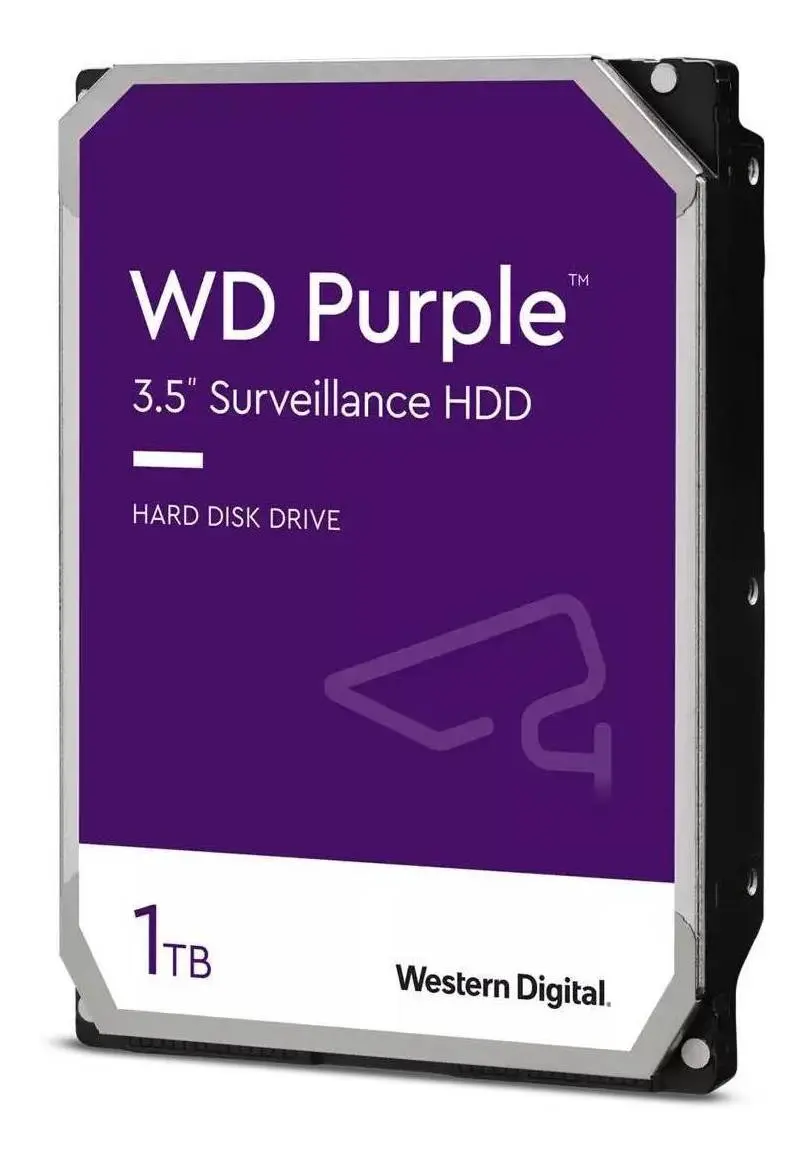 WD Purple™
3.5" Surveillance HDD
HARD DISK DRIVE
1TB
Western Digital.